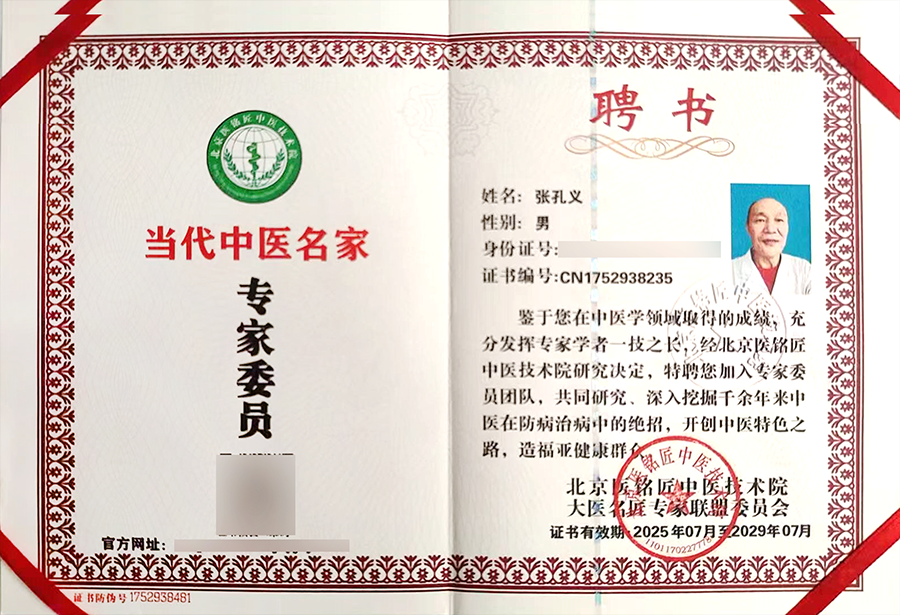 北京医铭匠中医技术院
当代中医名家
专家委员
官方网址:
证书防伪号 1752938481
聘书
姓名: 张孔义
性别: 男
身份证号:
证书编号:CN1752938235
鉴于您在中医学领域取得的成绩,充
分发挥专家学者一技之长,经北京医铭匠
中医技术院研究决定,特聘您加入专家委
员团队,共同研究、深入挖掘千余年来中
医在防病治病中的绝招,开创中医特色之
路,造福亚健康群众
北京医铭匠中医技术院
大医名匠专家联盟委员会
证书有效期:2025年07月至2029年07月
1101170227778